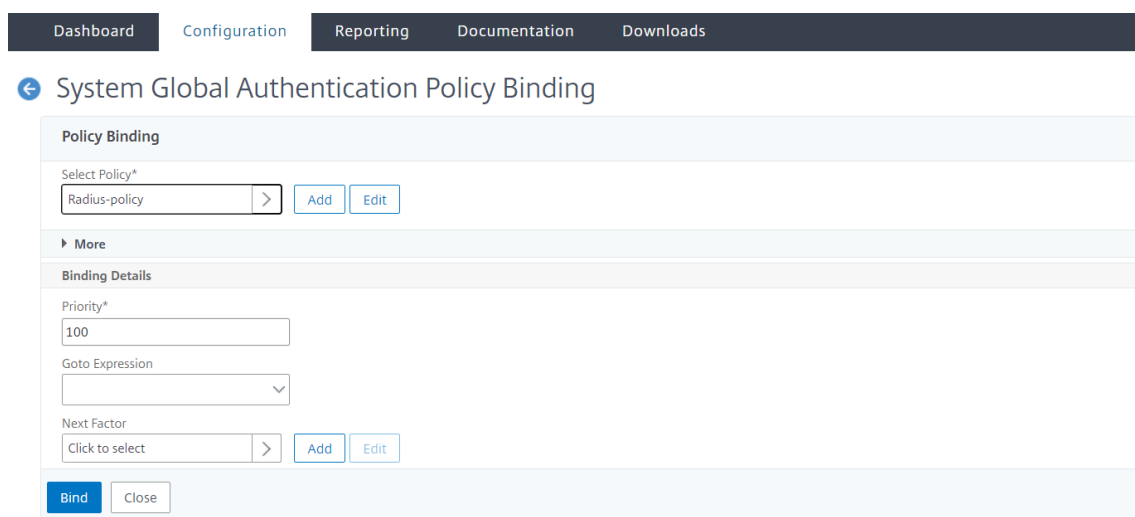 Dashboard Configuration Reporting Documentation Downloads
System Global Authentication Policy Binding
Policy Binding
Select Policy*
Radius-policy Add Edit
More
Binding Details
Priority*
100
Goto Expression
Next Factor
Click to select Add Edit
Bind Close